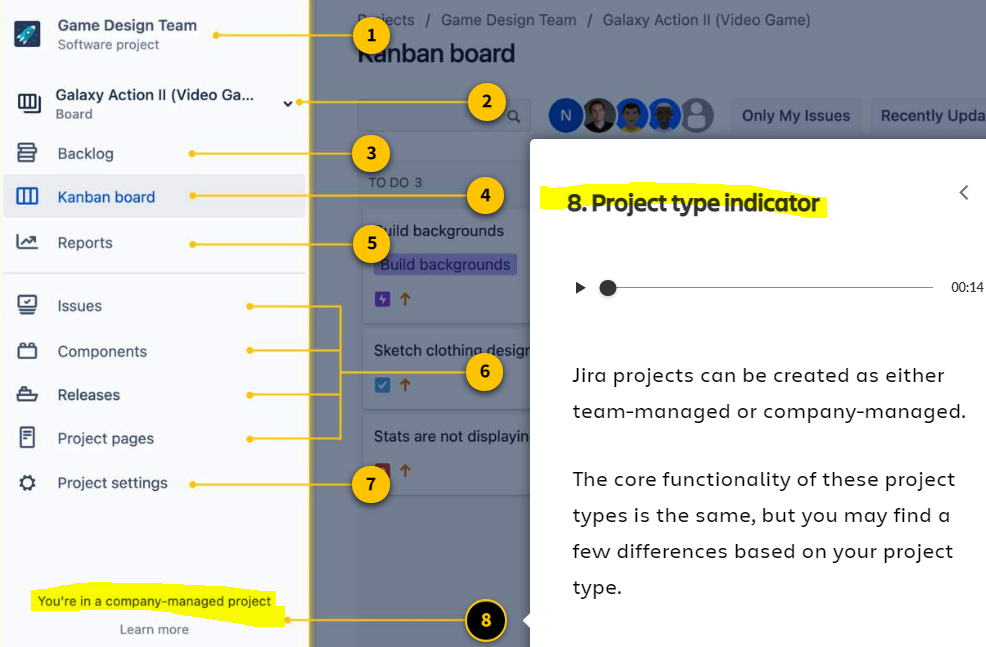 Game Design Team
Software project
1
Projects / Game Design Team / Galaxy Action II (Video Game)
Kanban board
Galaxy Action II (Video Ga...
Board
2
N
Only My Issues
Recently Upda
Backlog
3
Kanban board
4
Reports
5
TO DO 3
uild backgrounds
Build backgrounds
Issues
Components
Releases
Project pages
6
Sketch clothing design
Stats are not displayin
Project settings
7
You're in a company-managed project
Learn more
8
8. Project type indicator
00:14
Jira projects can be created as either
team-managed or company-managed.
The core functionality of these project
types is the same, but you may find a
few differences based on your project
type.